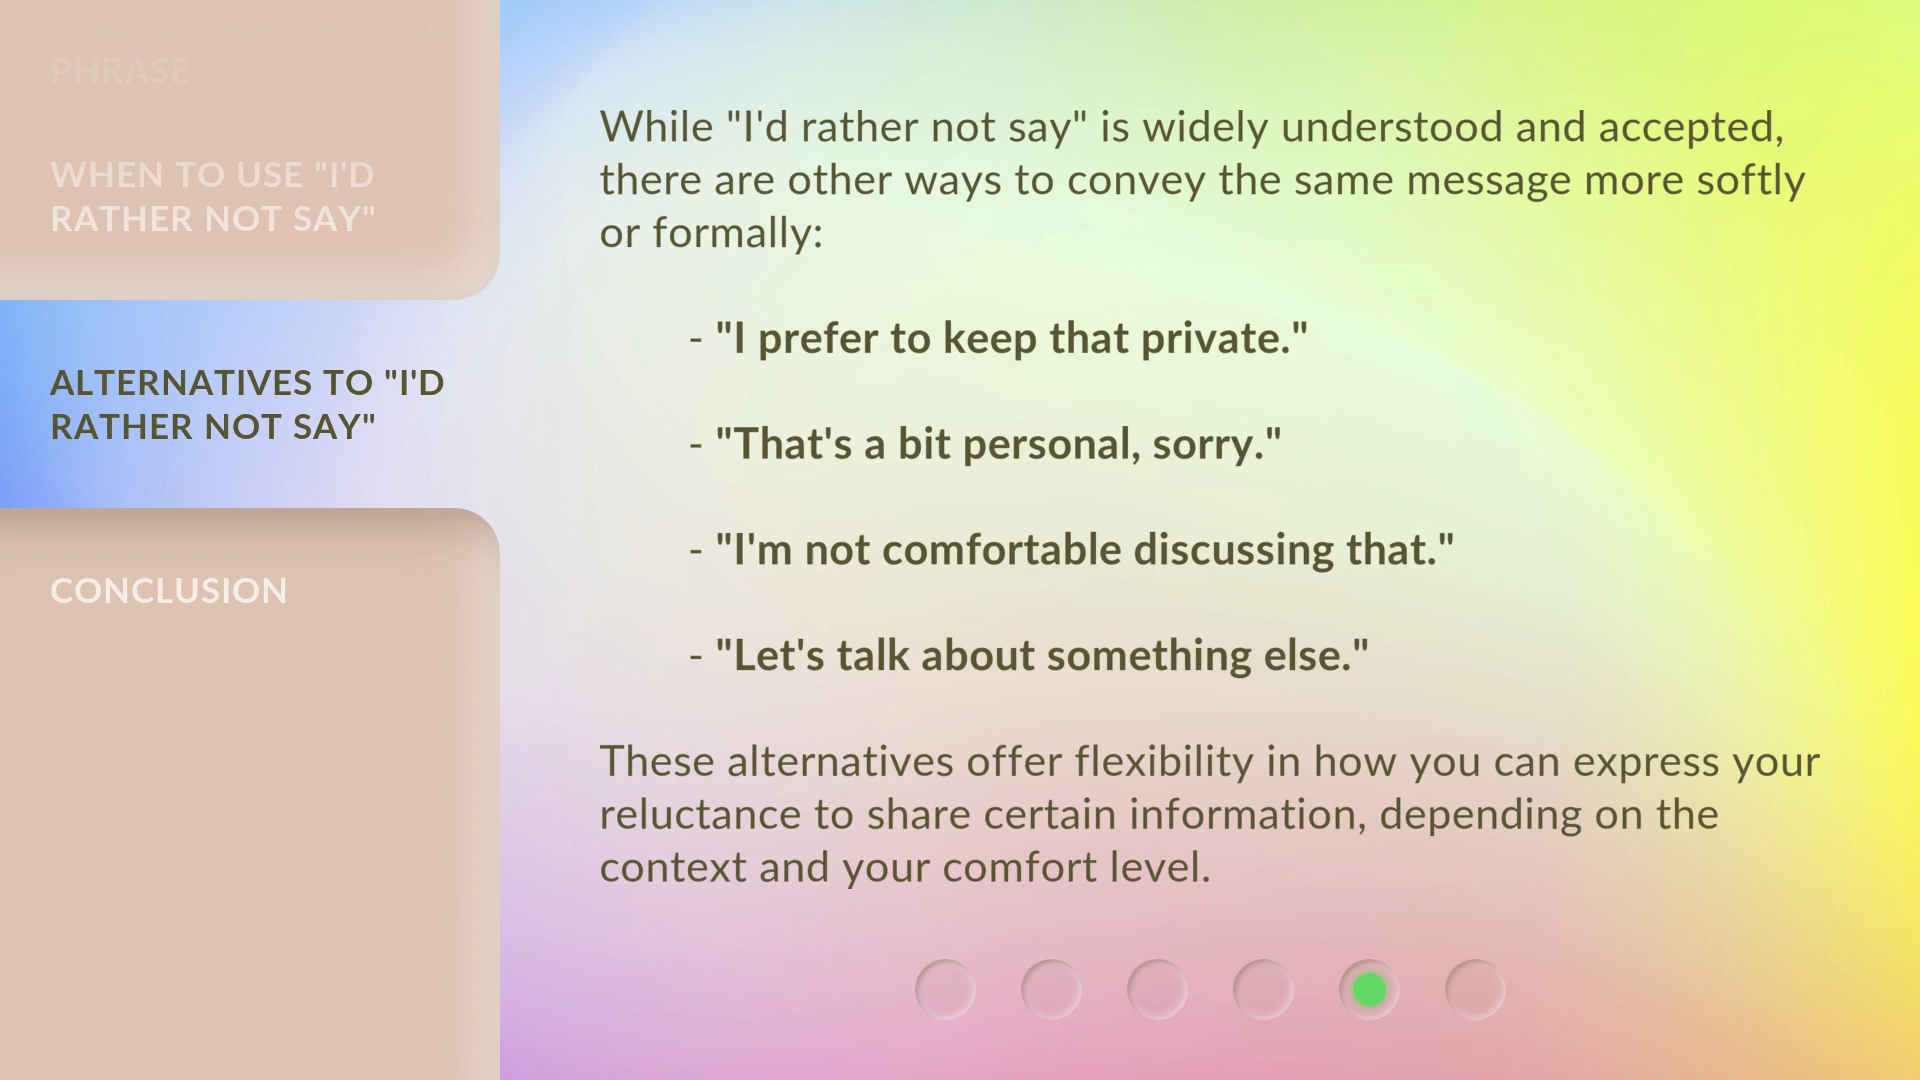 UNDERSTANDING THE
PHRASE
WHEN TO USE "I'D
RATHER NOT SAY"
ALTERNATIVES TO "I'D
RATHER NOT SAY"
CONCLUSION
While "I'd rather not say" is widely understood and accepted,
there are other ways to convey the same message more softly
or formally:
- "I prefer to keep that private."
- "That's a bit personal, sorry."
- "I'm not comfortable discussing that."
- "Let's talk about something else."
These alternatives offer flexibility in how you can express your
reluctance to share certain information, depending on the
context and your comfort level.